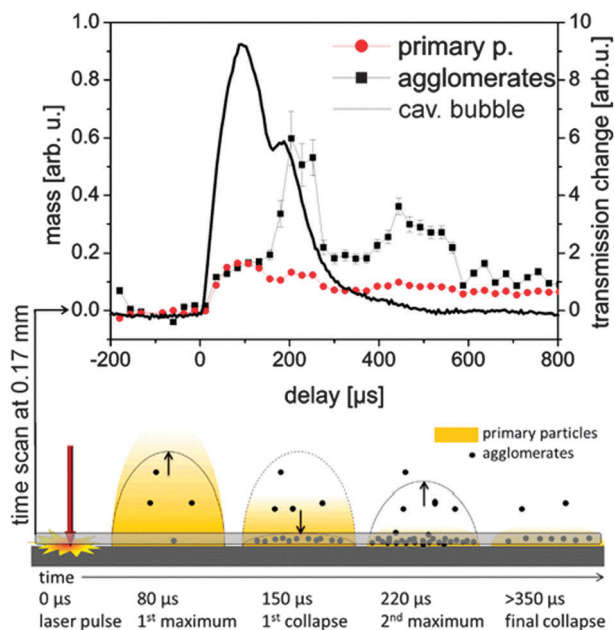 1.0
0.8
0.6
0.4
0.2
0.0
mass [arb. u.]
10
8
6
4
2
0
transmission change [arb.u.]
primary p.
agglomerates
cav. bubble
-200 0 200 400 600 800
delay [µs]
time scan at 0.17 mm
primary particles
agglomerates
time
0 µs 80 µs 150 µs 220 µs >350 µs
laser pulse 1st maximum 1st collapse 2nd maximum final collapse